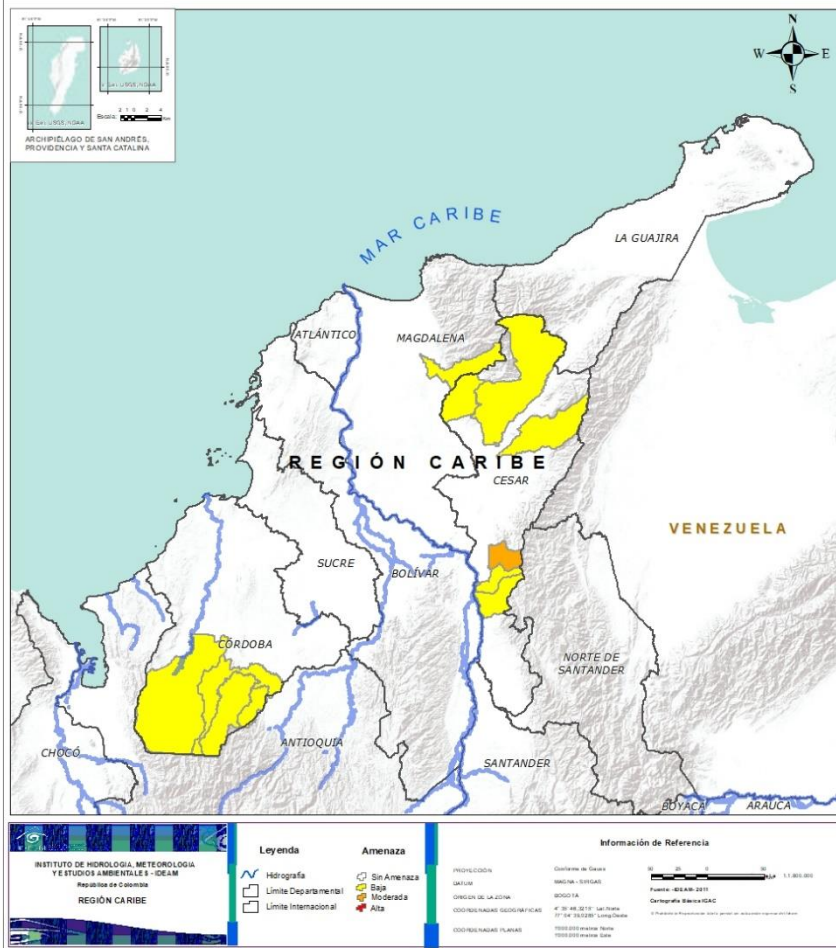 ARCHIPIÉLAGO DE SAN ANDRÉS,
PROVIDENCIA Y SANTA CATALINA
N
W E
S
MAR CARIBE
LA GUAJIRA
ATLÁNTICO
MAGDALENA
REGIÓN CARIBE
CESAR
VENEZUELA
SUCRE
BOLÍVAR
CÓRDOBA
NORTE DE
SANTANDER
ANTIOQUIA
CHOCÓ
SANTANDER
BOYACÁ
ARAUCA
INSTITUTO DE HIDROLOGIA, METEOROLOGIA
Y ESTUDIOS AMBIENTALES - IDEAM
República de Colombia
REGIÓN CARIBE
Leyenda
Hidrografía
Límite Departamental
Límite Internacional
Amenaza
Sin Amenaza
Baja
Moderada
Alta
Información de Referencia
PROYECCIÓN Conforme de Gauss
DATUM MAGNA - SIRGAS
ORIGEN DE LA ZONA BOGOTÁ
COORDENADAS GEOGRÁFICAS
COORDENADAS PLANAS
Fuente: -IDEAM- 2011
Cartografía Básica IGAC